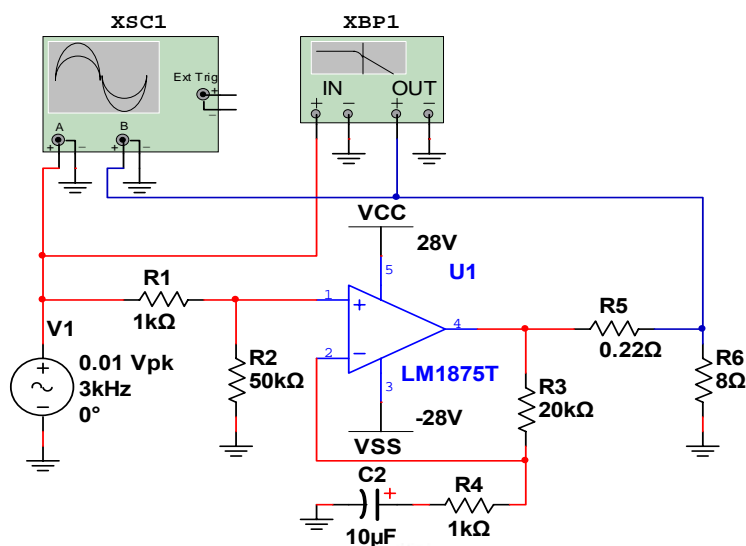 XSC1
XBP1
Ext Trig
+
−
A
B
+ −
+ −
IN OUT
+ − + −
VCC
28V
U1
5
R1
1kΩ
1
+
2
−
4
3
LM1875T
R5
0.22Ω
V1
+
−
0.01 Vpk
3kHz
0°
R2
50kΩ
R3
20kΩ
R6
8Ω
-28V
VSS
C2
+
10µF
R4
1kΩ